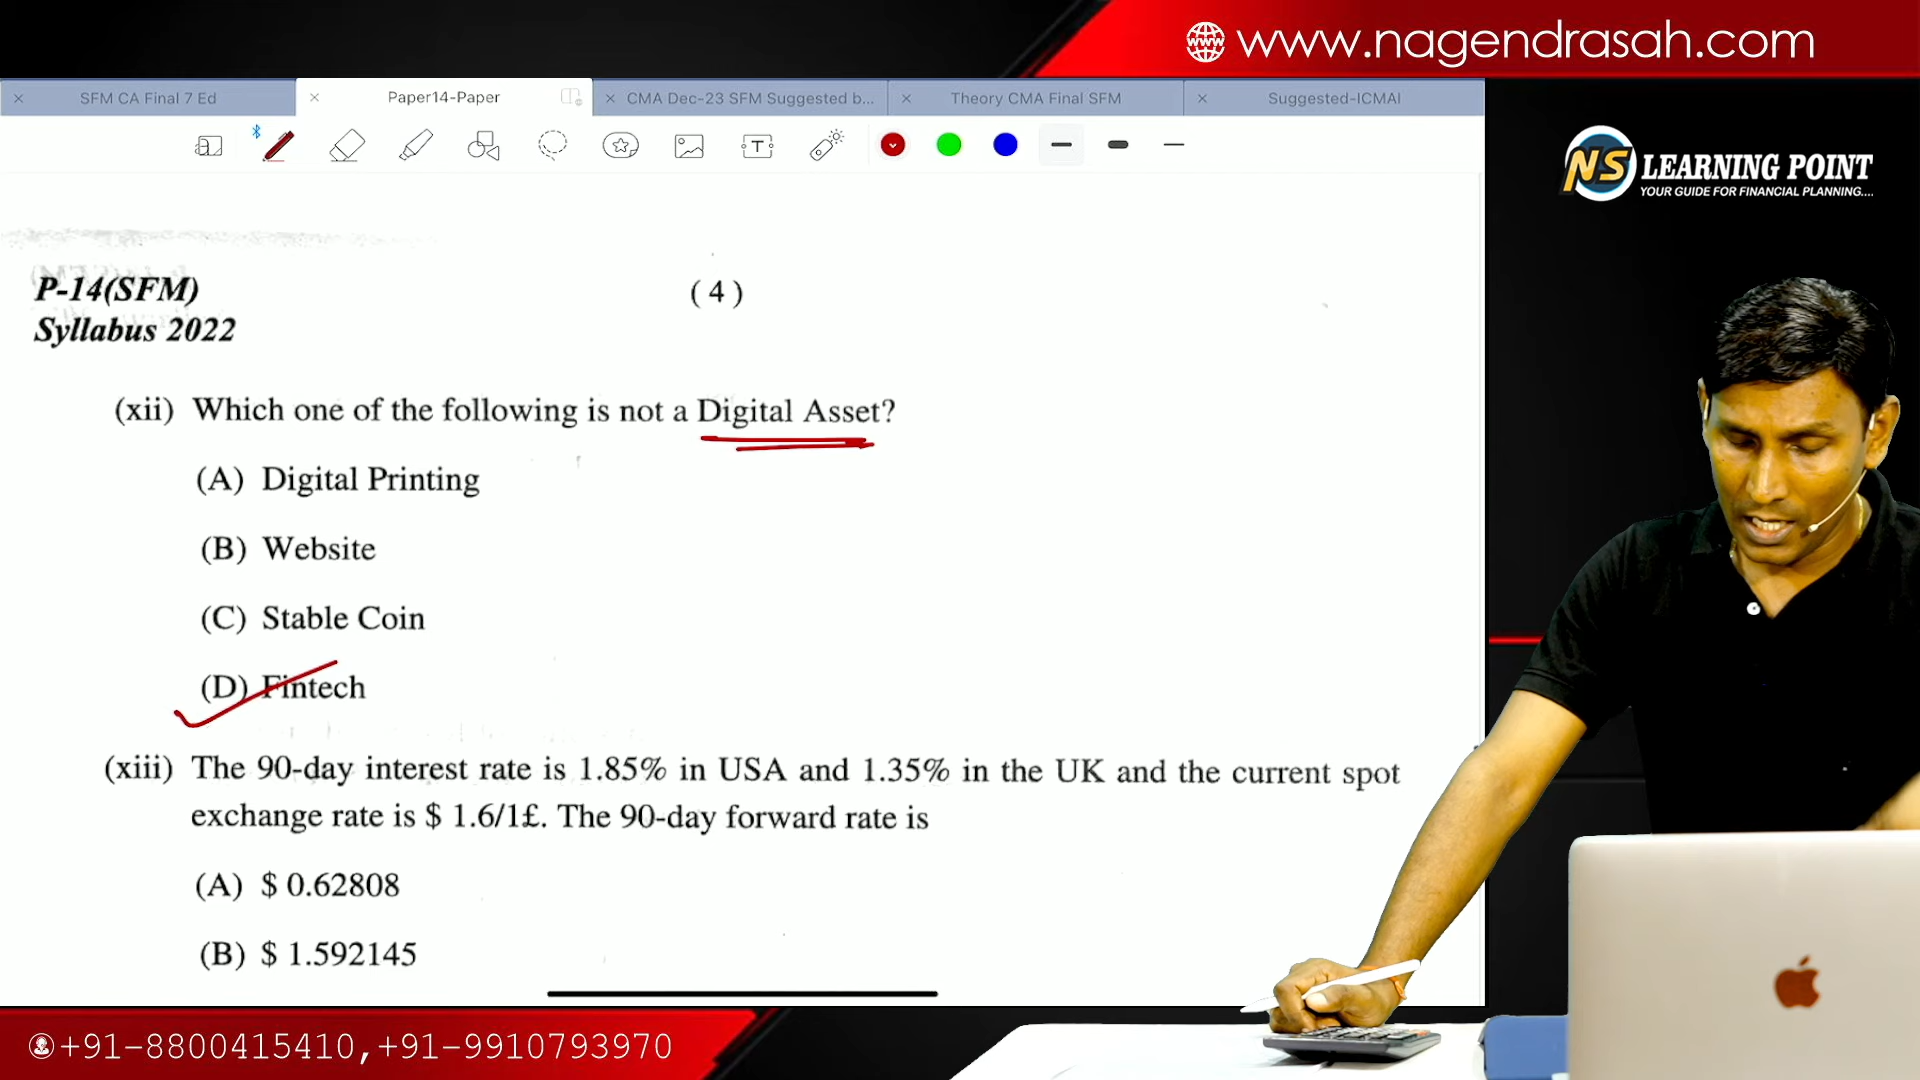 www.nagendrasah.com
SFM CA Final 7 Ed
Paper14-Paper
CMA Dec-23 SFM Suggested b...
Theory CMA Final SFM
Suggested-ICMAI
NS LEARNING POINT
YOUR GUIDE FOR FINANCIAL PLANNING....
P-14(SFM)
(4)
Syllabus 2022
(xii) Which one of the following is not a Digital Asset?
(A) Digital Printing
(B) Website
(C) Stable Coin
(D) Fintech
(xiii) The 90-day interest rate is 1.85% in USA and 1.35% in the UK and the current spot
exchange rate is $ 1.6/1£. The 90-day forward rate is
(A) $ 0.62808
(B) $ 1.592145
+91-8800415410,+91-9910793970